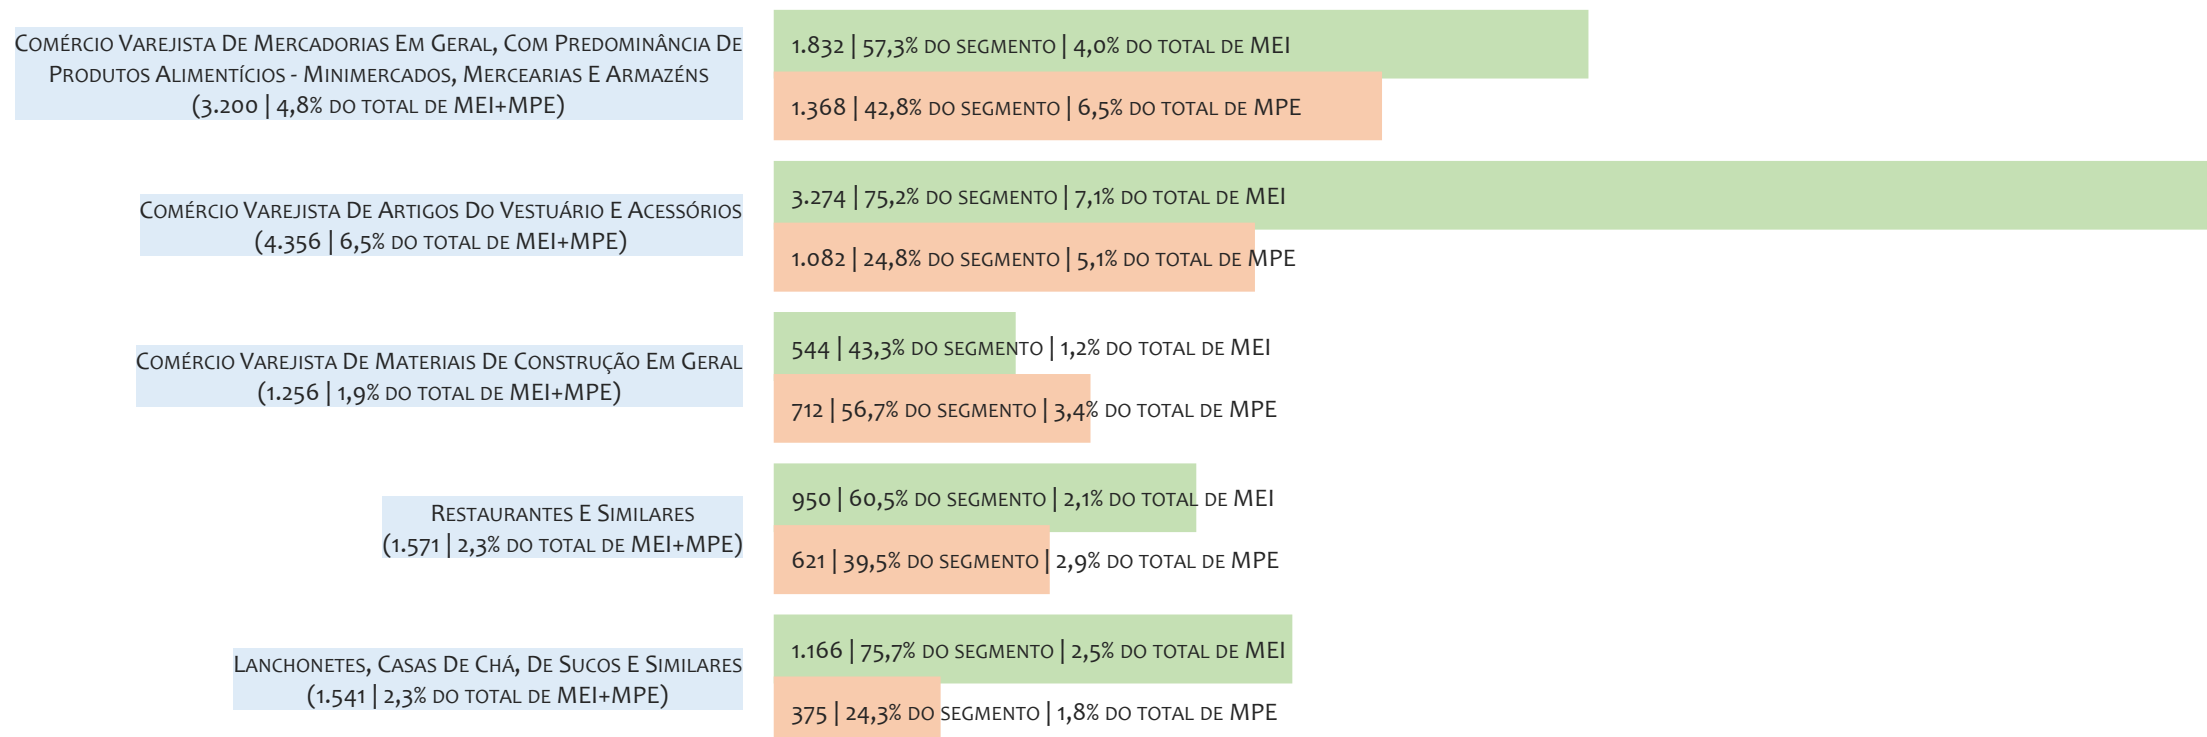 Comércio Varejista De Mercadorias Em Geral, Com Predominância De
Produtos Alimentícios - Minimercados, Mercearias E Armazéns
(3.200 | 4,8% do total de MEI+MPE)
1.832 | 57,3% do segmento | 4,0% do total de MEI
1.368 | 42,8% do segmento | 6,5% do total de MPE
Comércio Varejista De Artigos Do Vestuário E Acessórios
(4.356 | 6,5% do total de MEI+MPE)
3.274 | 75,2% do segmento | 7,1% do total de MEI
1.082 | 24,8% do segmento | 5,1% do total de MPE
Comércio Varejista De Materiais De Construção Em Geral
(1.256 | 1,9% do total de MEI+MPE)
544 | 43,3% do segmento | 1,2% do total de MEI
712 | 56,7% do segmento | 3,4% do total de MPE
Restaurantes E Similares
(1.571 | 2,3% do total de MEI+MPE)
950 | 60,5% do segmento | 2,1% do total de MEI
621 | 39,5% do segmento | 2,9% do total de MPE
Lanchonetes, Casas De Chá, De Sucos E Similares
(1.541 | 2,3% do total de MEI+MPE)
1.166 | 75,7% do segmento | 2,5% do total de MEI
375 | 24,3% do segmento | 1,8% do total de MPE